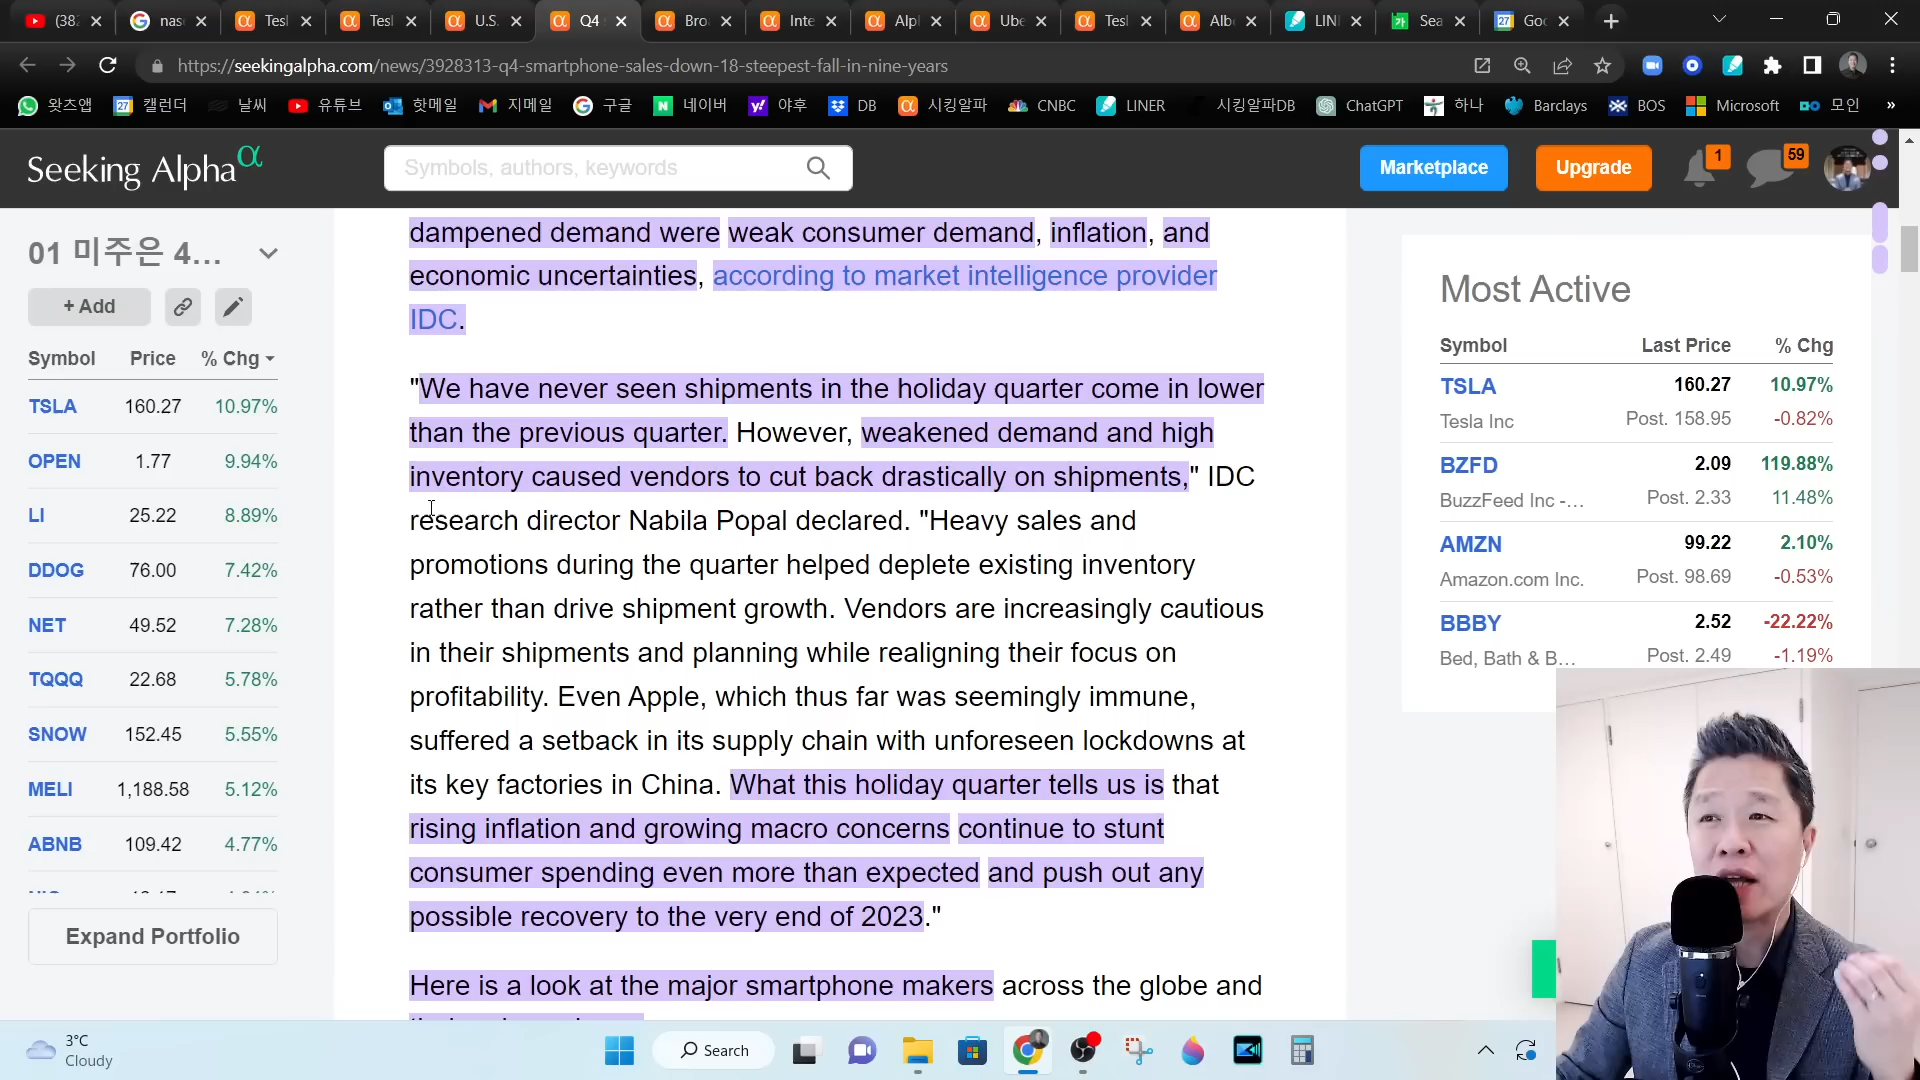 (38:
nas
Tesl
Tesl
U.S.
Q4
Bro
Inte
Alpl
Ube
Tesl
Albe
LINI
Sea
Goc
https://seekingalpha.com/news/3928313-q4-smartphone-sales-down-18-steepest-fall-in-nine-years
왓츠앱 캘린더 날씨 유튜브 핫메일 지메일 구글 네이버 야후 DB 시킹알파 CNBC LINER 시킹알파DB ChatGPT 하나 Barclays BOS Microsoft 모인 »
Seeking Alpha α
Symbols, authors, keywords
Marketplace
Upgrade
1
59
01 미주은 4...
+ Add
Symbol Price % Chg
TSLA 160.27 10.97%
OPEN 1.77 9.94%
LI 25.22 8.89%
DDOG 76.00 7.42%
NET 49.52 7.28%
TQQQ 22.68 5.78%
SNOW 152.45 5.55%
MELI 1,188.58 5.12%
ABNB 109.42 4.77%
Expand Portfolio
dampened demand were weak consumer demand, inflation, and
economic uncertainties, according to market intelligence provider
IDC.
"We have never seen shipments in the holiday quarter come in lower
than the previous quarter. However, weakened demand and high
inventory caused vendors to cut back drastically on shipments," IDC
research director Nabila Popal declared. "Heavy sales and
promotions during the quarter helped deplete existing inventory
rather than drive shipment growth. Vendors are increasingly cautious
in their shipments and planning while realigning their focus on
profitability. Even Apple, which thus far was seemingly immune,
suffered a setback in its supply chain with unforeseen lockdowns at
its key factories in China. What this holiday quarter tells us is that
rising inflation and growing macro concerns continue to stunt
consumer spending even more than expected and push out any
possible recovery to the very end of 2023."
Here is a look at the major smartphone makers across the globe and
Most Active
Symbol Last Price % Chg
TSLA 160.27 10.97%
Tesla Inc Post. 158.95 -0.82%
BZFD 2.09 119.88%
BuzzFeed Inc -... Post. 2.33 11.48%
AMZN 99.22 2.10%
Amazon.com Inc. Post. 98.69 -0.53%
BBBY 2.52 -22.22%
Bed, Bath & B... Post. 2.49 -1.19%
3°C
Cloudy
Search